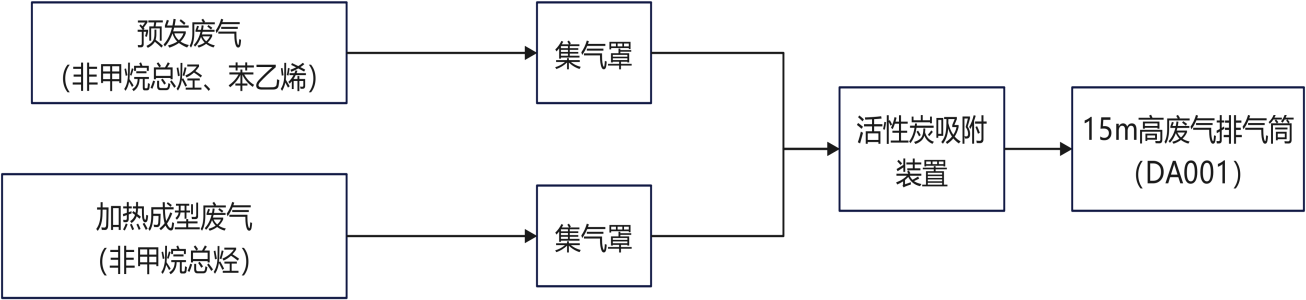 预发废气
（非甲烷总烃、苯乙烯）
集气罩
加热成型废气
（非甲烷总烃）
集气罩
活性炭吸附
装置
15m高废气排气筒
（DA001）